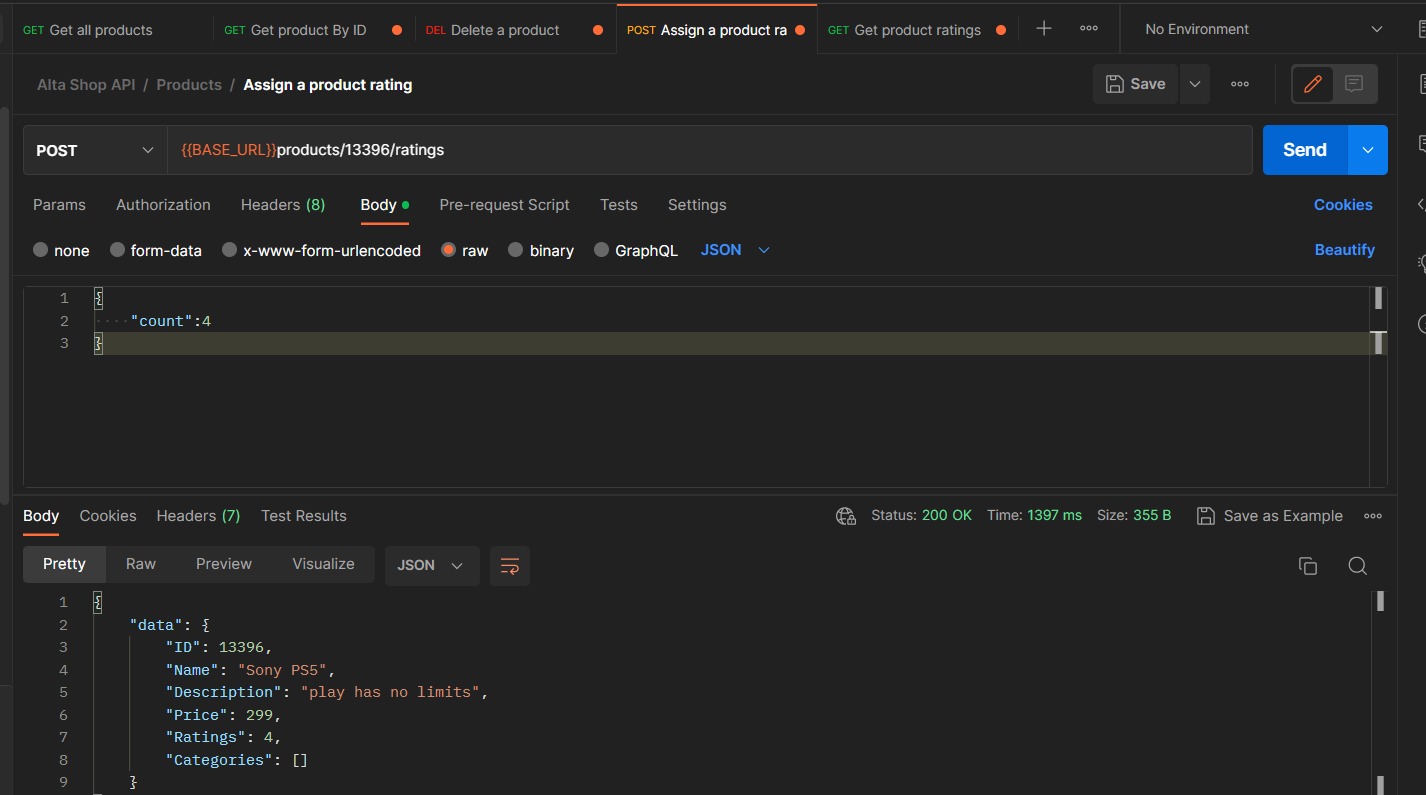 GET Get all products GET Get product By ID DEL Delete a product POST Assign a product ra GET Get product ratings No Environment
Alta Shop API / Products / Assign a product rating Save
POST {{BASE_URL}}products/13396/ratings Send
Params Authorization Headers (8) Body Pre-request Script Tests Settings Cookies
none form-data x-www-form-urlencoded raw binary GraphQL JSON Beautify
1 {
2 "count":4
3 }
Body Cookies Headers (7) Test Results Status: 200 OK Time: 1397 ms Size: 355 B Save as Example
Pretty Raw Preview Visualize JSON
1 {
2 "data": {
3 "ID": 13396,
4 "Name": "Sony PS5",
5 "Description": "play has no limits",
6 "Price": 299,
7 "Ratings": 4,
8 "Categories": []
9 }